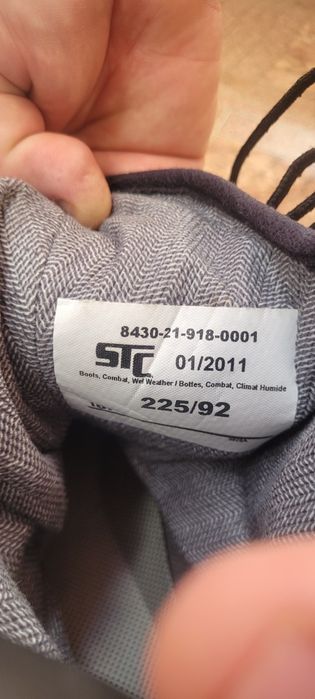 8430-21-918-0001
STC 01/2011
Boots, Combat, Wet Weather / Bottes, Combat, Climat Humide
225/92